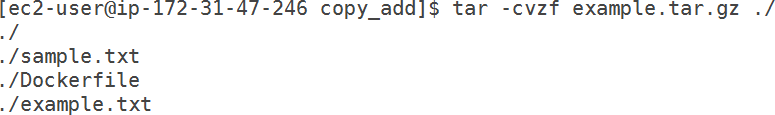 [ec2-user@ip-172-31-47-246 copy_add]$ tar -cvzf example.tar.gz ./
./
./sample.txt
./Dockerfile
./example.txt